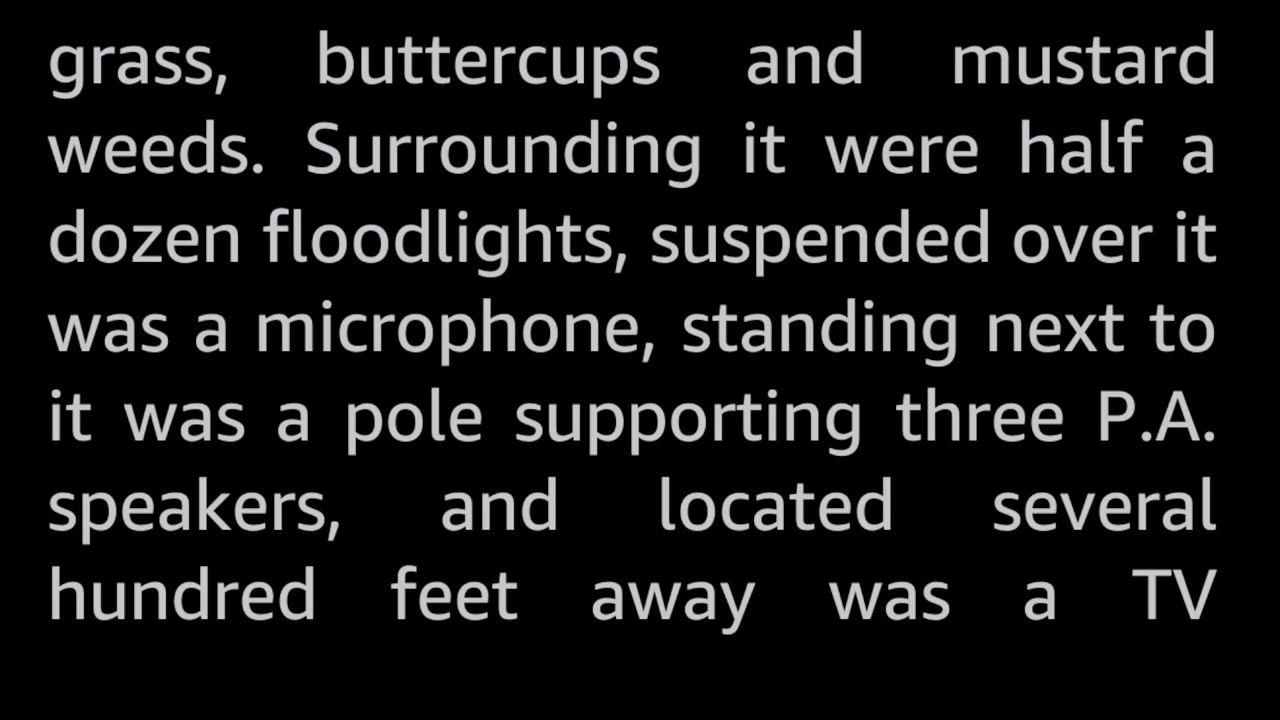 grass, buttercups and mustard
weeds. Surrounding it were half a
dozen floodlights, suspended over it
was a microphone, standing next to
it was a pole supporting three P.A.
speakers, and located several
hundred feet away was a TV